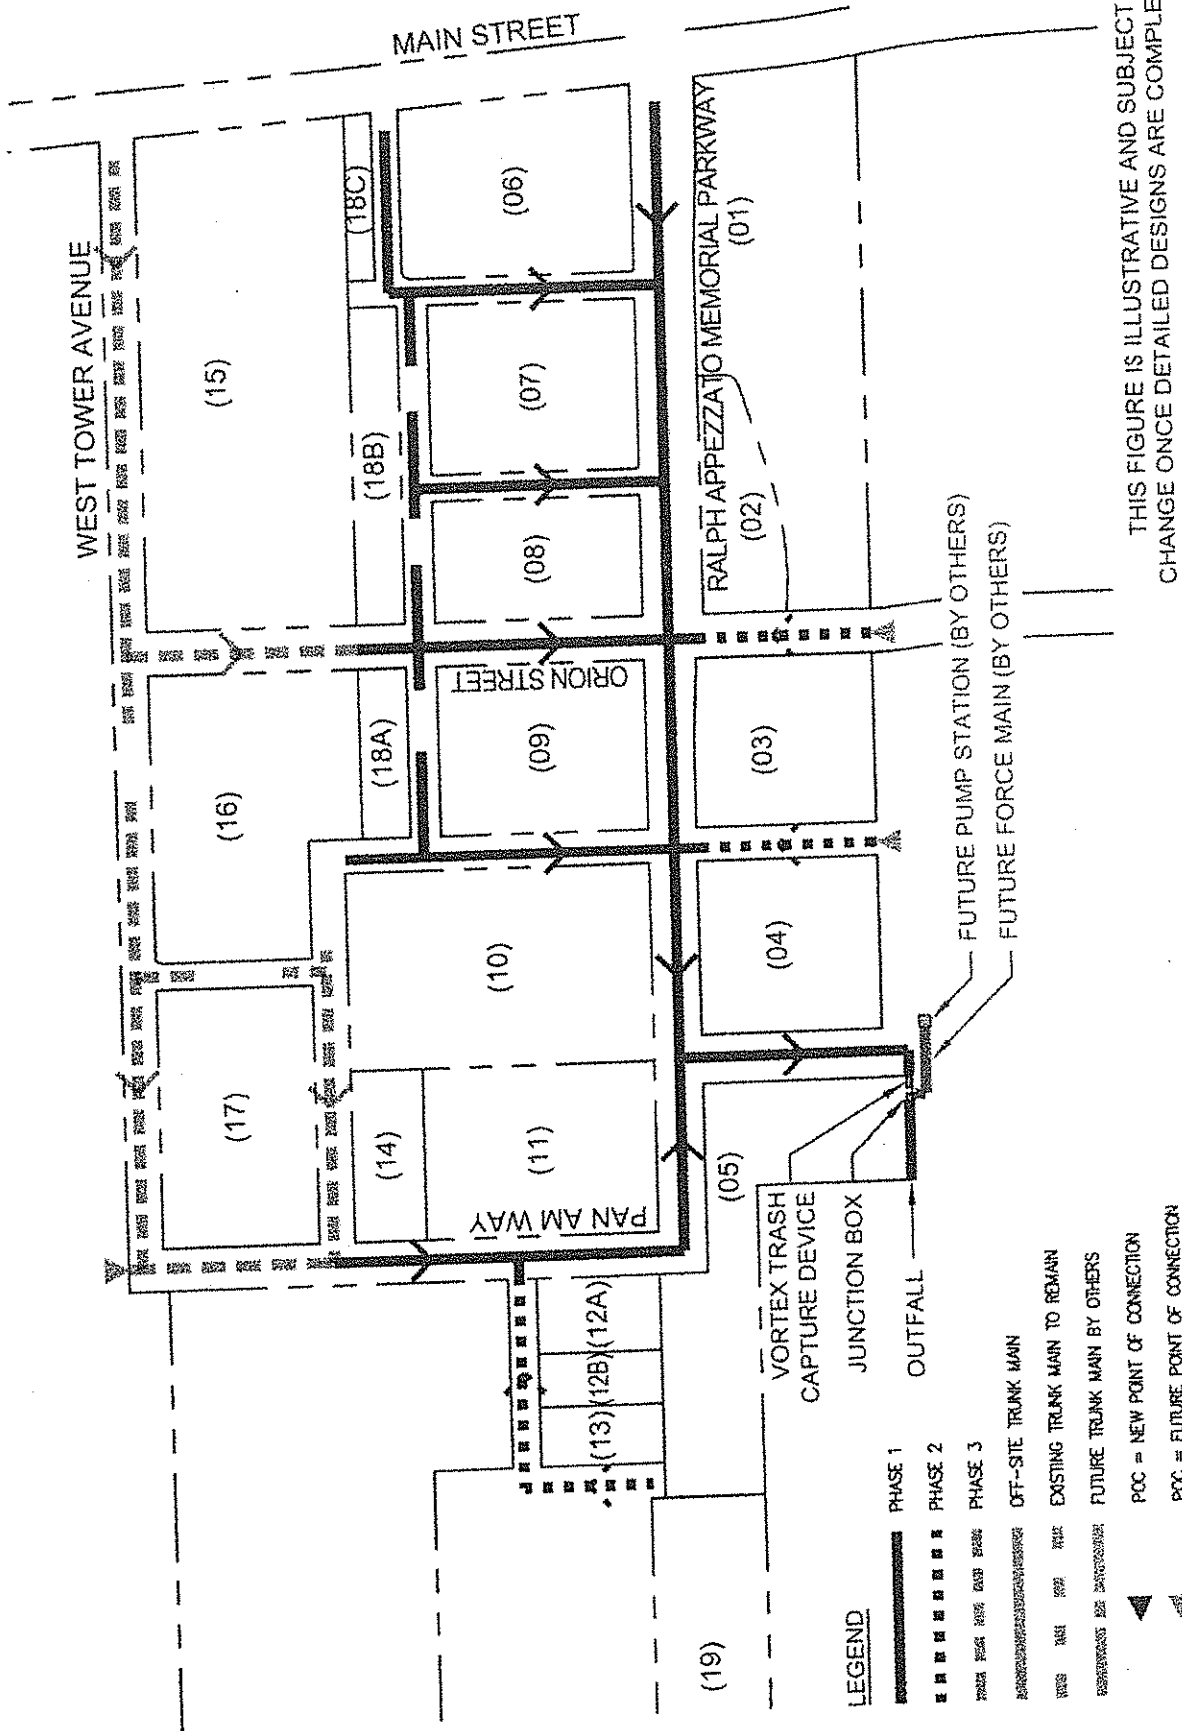 MAIN STREET
WEST TOWER AVENUE
(15)
(18C)
(06)
RALPH APPEZZATO MEMORIAL PARKWAY
(01)
(18B)
(07)
(02)
(08)
(16)
(18A)
ORION STREET
(09)
(03)
(17)
(10)
(04)
(14)
(11)
PAN AM WAY
(05)
(12A)
(12B)
(13)
(19)
FUTURE PUMP STATION (BY OTHERS)
FUTURE FORCE MAIN (BY OTHERS)
VORTEX TRASH
CAPTURE DEVICE
JUNCTION BOX
OUTFALL
THIS FIGURE IS ILLUSTRATIVE AND SUBJECT
CHANGE ONCE DETAILED DESIGNS ARE COMPLE
LEGEND
PHASE 1
PHASE 2
PHASE 3
OFF-SITE TRUNK MAIN
EXISTING TRUNK MAIN TO REMAIN
FUTURE TRUNK MAIN BY OTHERS
POC = NEW POINT OF CONNECTION
POC = FUTURE POINT OF CONNECTION